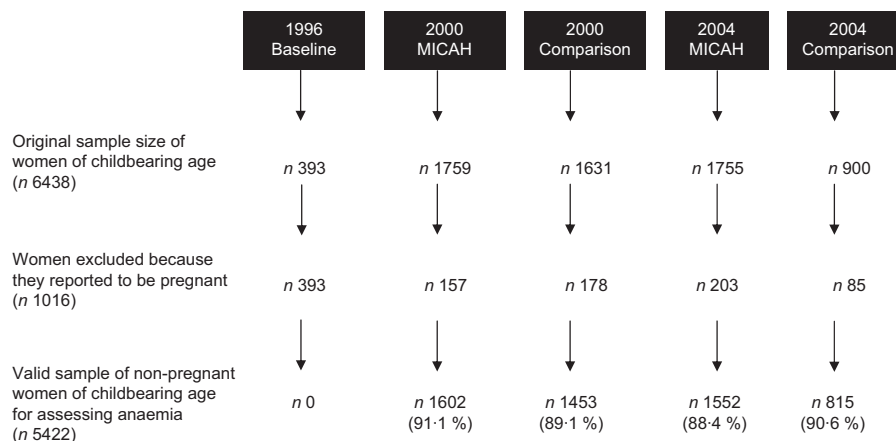 1996
Baseline
2000
MICAH
2000
Comparison
2004
MICAH
2004
Comparison
Original sample size of
women of childbearing age
(n 6438)
n 393
n 1759
n 1631
n 1755
n 900
Women excluded because
they reported to be pregnant
(n 1016)
n 393
n 157
n 178
n 203
n 85
Valid sample of non-pregnant
women of childbearing age
for assessing anaemia
(n 5422)
n 0
n 1602
(91·1 %)
n 1453
(89·1 %)
n 1552
(88·4 %)
n 815
(90·6 %)